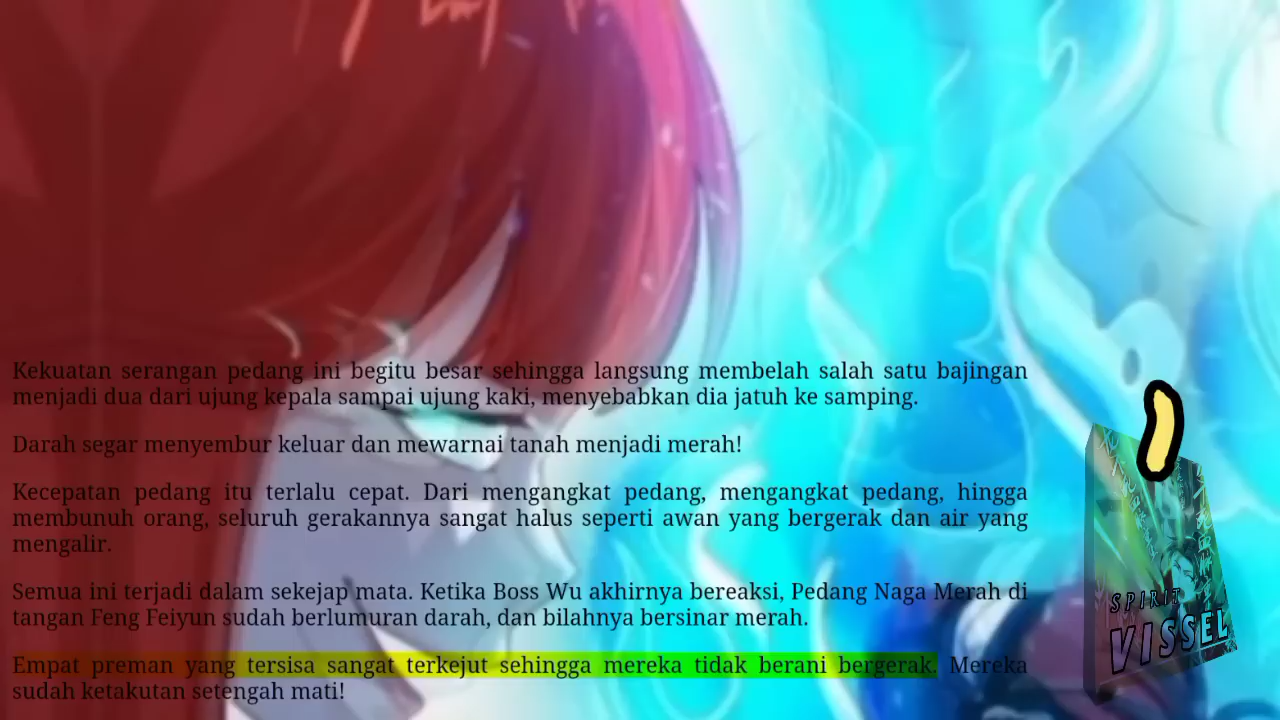 Kekuatan serangan pedang ini begitu besar sehingga langsung membelah salah satu bajingan
menjadi dua dari ujung kepala sampai ujung kaki, menyebabkan dia jatuh ke samping.
Darah segar menyembur keluar dan mewarnai tanah menjadi merah!
Kecepatan pedang itu terlalu cepat. Dari mengangkat pedang, mengangkat pedang, hingga
membunuh orang, seluruh gerakannya sangat halus seperti awan yang bergerak dan air yang
mengalir.
Semua ini terjadi dalam sekejap mata. Ketika Boss Wu akhirnya bereaksi, Pedang Naga Merah di
tangan Feng Feiyun sudah berlumuran darah, dan bilahnya bersinar merah.
Empat preman yang tersisa sangat terkejut sehingga mereka tidak berani bergerak. Mereka
sudah ketakutan setengah mati!
SPIRIT
VISSEL
1